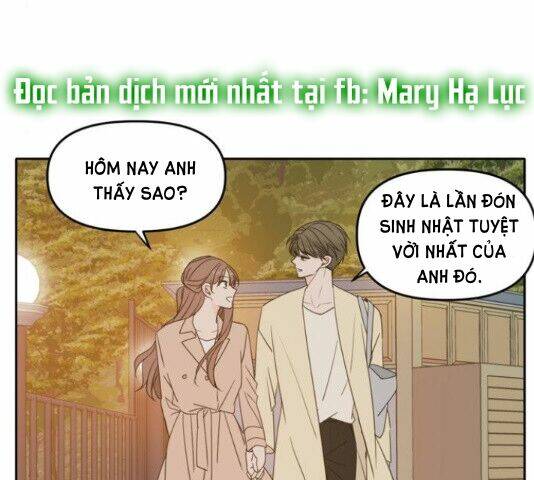 Đọc bản dịch mới nhất tại fb: Mary Hạ Lục
HÔM NAY ANH
THẤY SAO?
ĐÂY LÀ LẦN ĐÓN
SINH NHẬT TUYỆT
VỜI NHẤT CỦA
ANH ĐÓ.